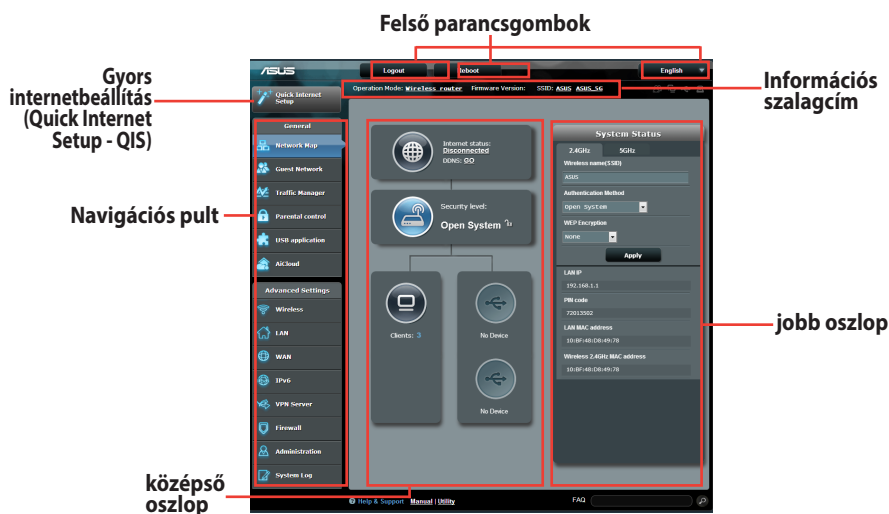 Felső parancsgombok
Gyors
internetbeállítás
(Quick Internet
Setup - QIS)
Információs
szalagcím
Navigációs pult
jobb oszlop
középső
oszlop
ASUS
Logout
Reboot
English
Quick Internet
Setup
Operation Mode: Wireless router Firmware Version: SSID: ASUS ASUS_5G
General
Network Map
Guest Network
Traffic Manager
Parental control
USB application
AiCloud
Advanced Settings
Wireless
LAN
WAN
IPv6
VPN Server
Firewall
Administration
System Log
Internet status:
Disconnected
DDNS: GO
Security level:
Open System
Clients: 3
No Device
No Device
System Status
2.4GHz 5GHz
Wireless name(SSID)
ASUS
Authentication Method
Open System
WEP Encryption
None
Apply
LAN IP
192.168.1.1
PIN code
72013502
LAN MAC address
10:BF:48:D8:49:78
Wireless 2.4GHz MAC address
10:BF:48:D8:49:78
Help & Support Manual | Utility FAQ